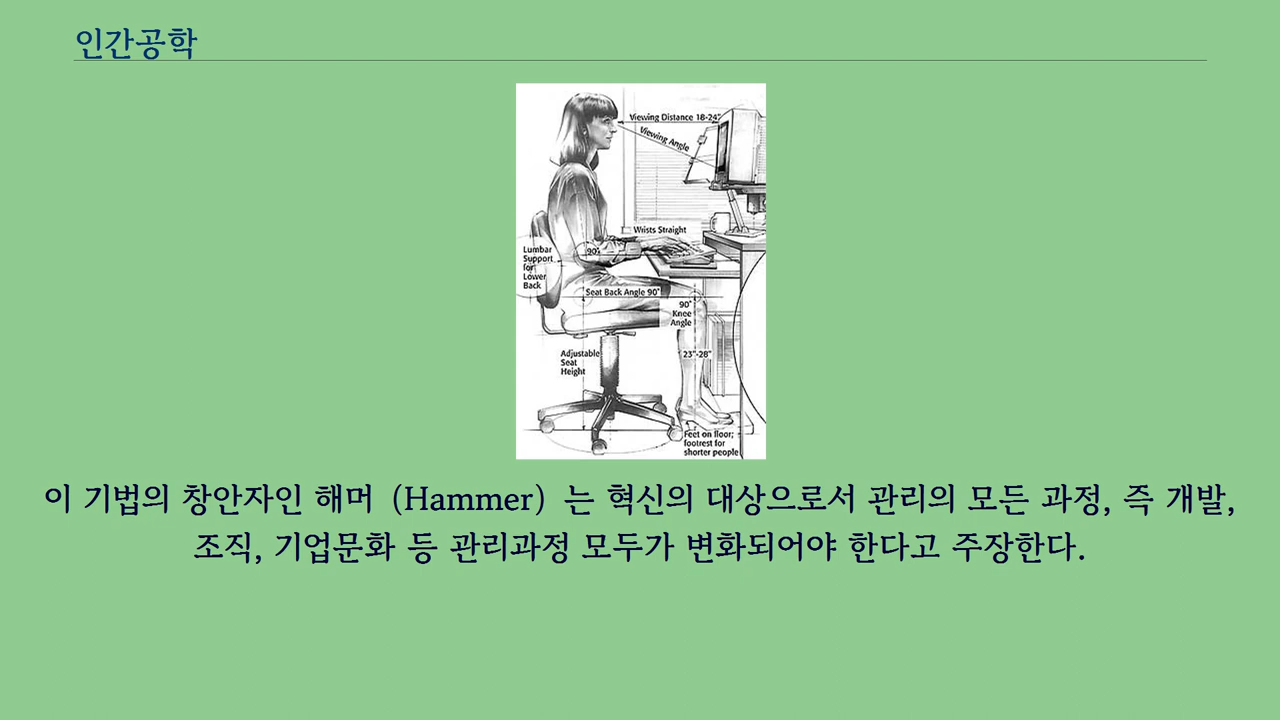 인간공학
Viewing Distance 18-24"
Viewing Angle
Wrists Straight
90°
Lumbar
Support
for
Lower
Back
Seat Back Angle 90°
90°
Knee
Angle
Adjustable
Seat
Height
23"-28"
Feet on floor;
footrest for
shorter people
이 기법의 창안자인 해머 (Hammer) 는 혁신의 대상으로서 관리의 모든 과정, 즉 개발,
조직, 기업문화 등 관리과정 모두가 변화되어야 한다고 주장한다.